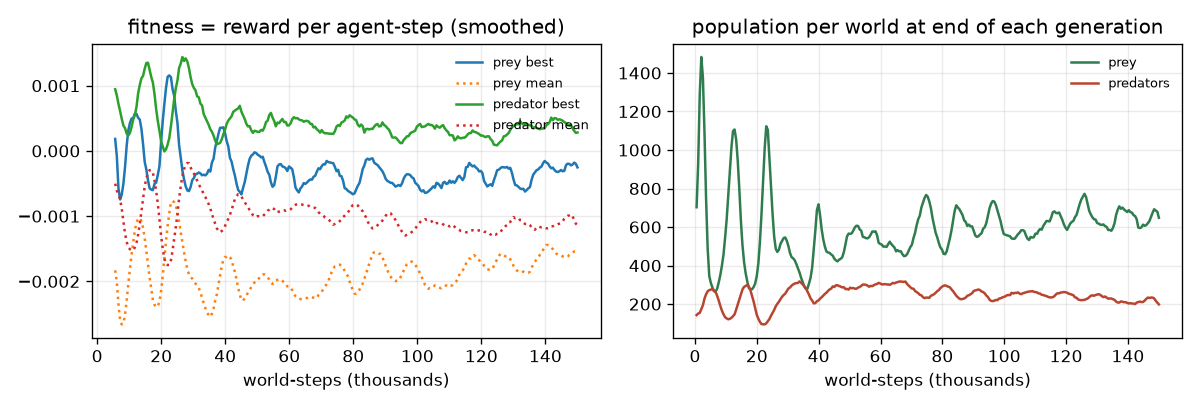 fitness = reward per agent-step (smoothed)
prey best
prey mean
predator best
predator mean
0.001
0.000
−0.001
−0.002
0 20 40 60 80 100 120 140
world-steps (thousands)
population per world at end of each generation
prey
predators
1400
1200
1000
800
600
400
200
0 20 40 60 80 100 120 140
world-steps (thousands)